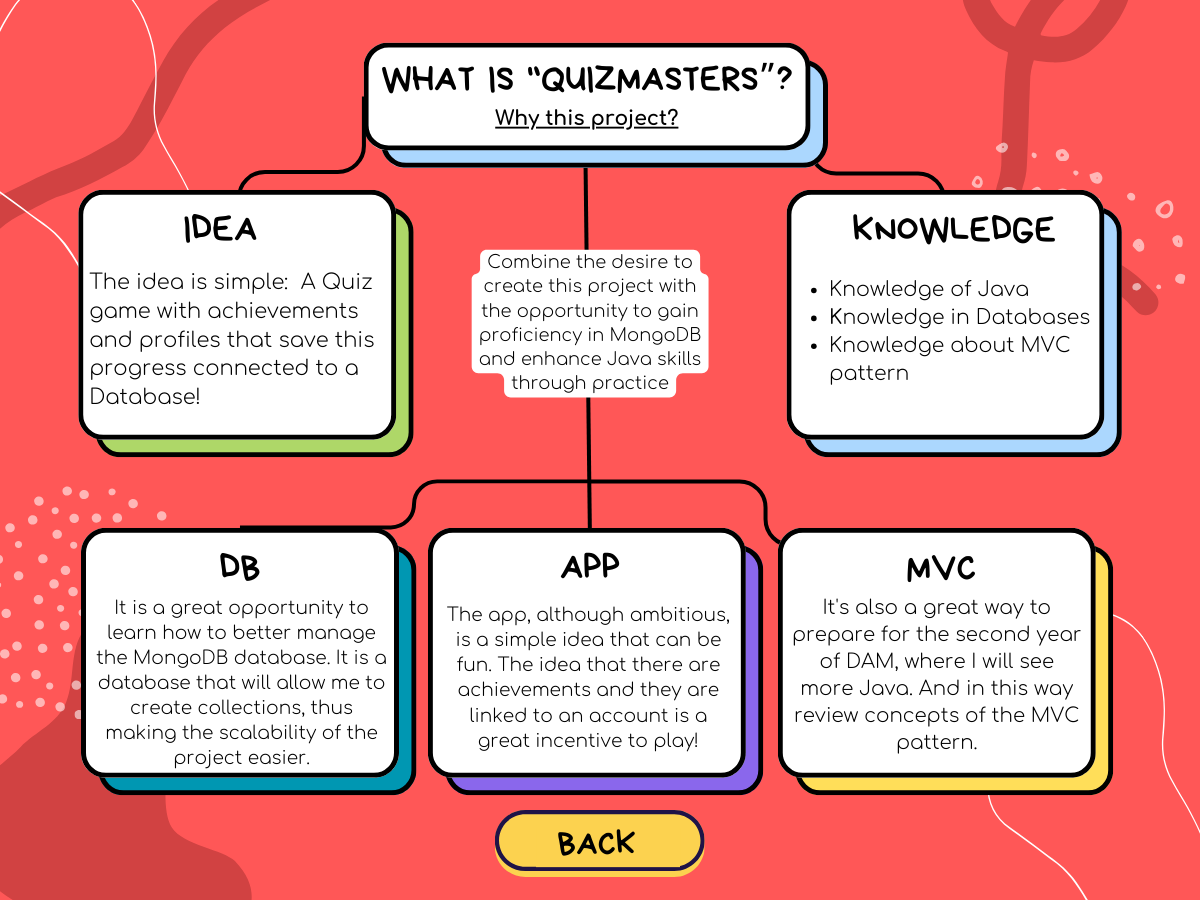 WHAT IS "QUIZMASTERS"?
Why this project?
IDEA
The idea is simple:  A Quiz
game with achievements
and profiles that save this
progress connected to a
Database!
Combine the desire to
create this project with
the opportunity to gain
proficiency in MongoDB
and enhance Java skills
through practice
KNOWLEDGE
• Knowledge of Java
• Knowledge in Databases
• Knowledge about MVC
pattern
DB
It is a great opportunity to
learn how to better manage
the MongoDB database. It is a
database that will allow me to
create collections, thus
making the scalability of the
project easier.
APP
The app, although ambitious,
is a simple idea that can be
fun. The idea that there are
achievements and they are
linked to an account is a
great incentive to play!
MVC
It's also a great way to
prepare for the second year
of DAM, where I will see
more Java. And in this way
review concepts of the MVC
pattern.
BACK